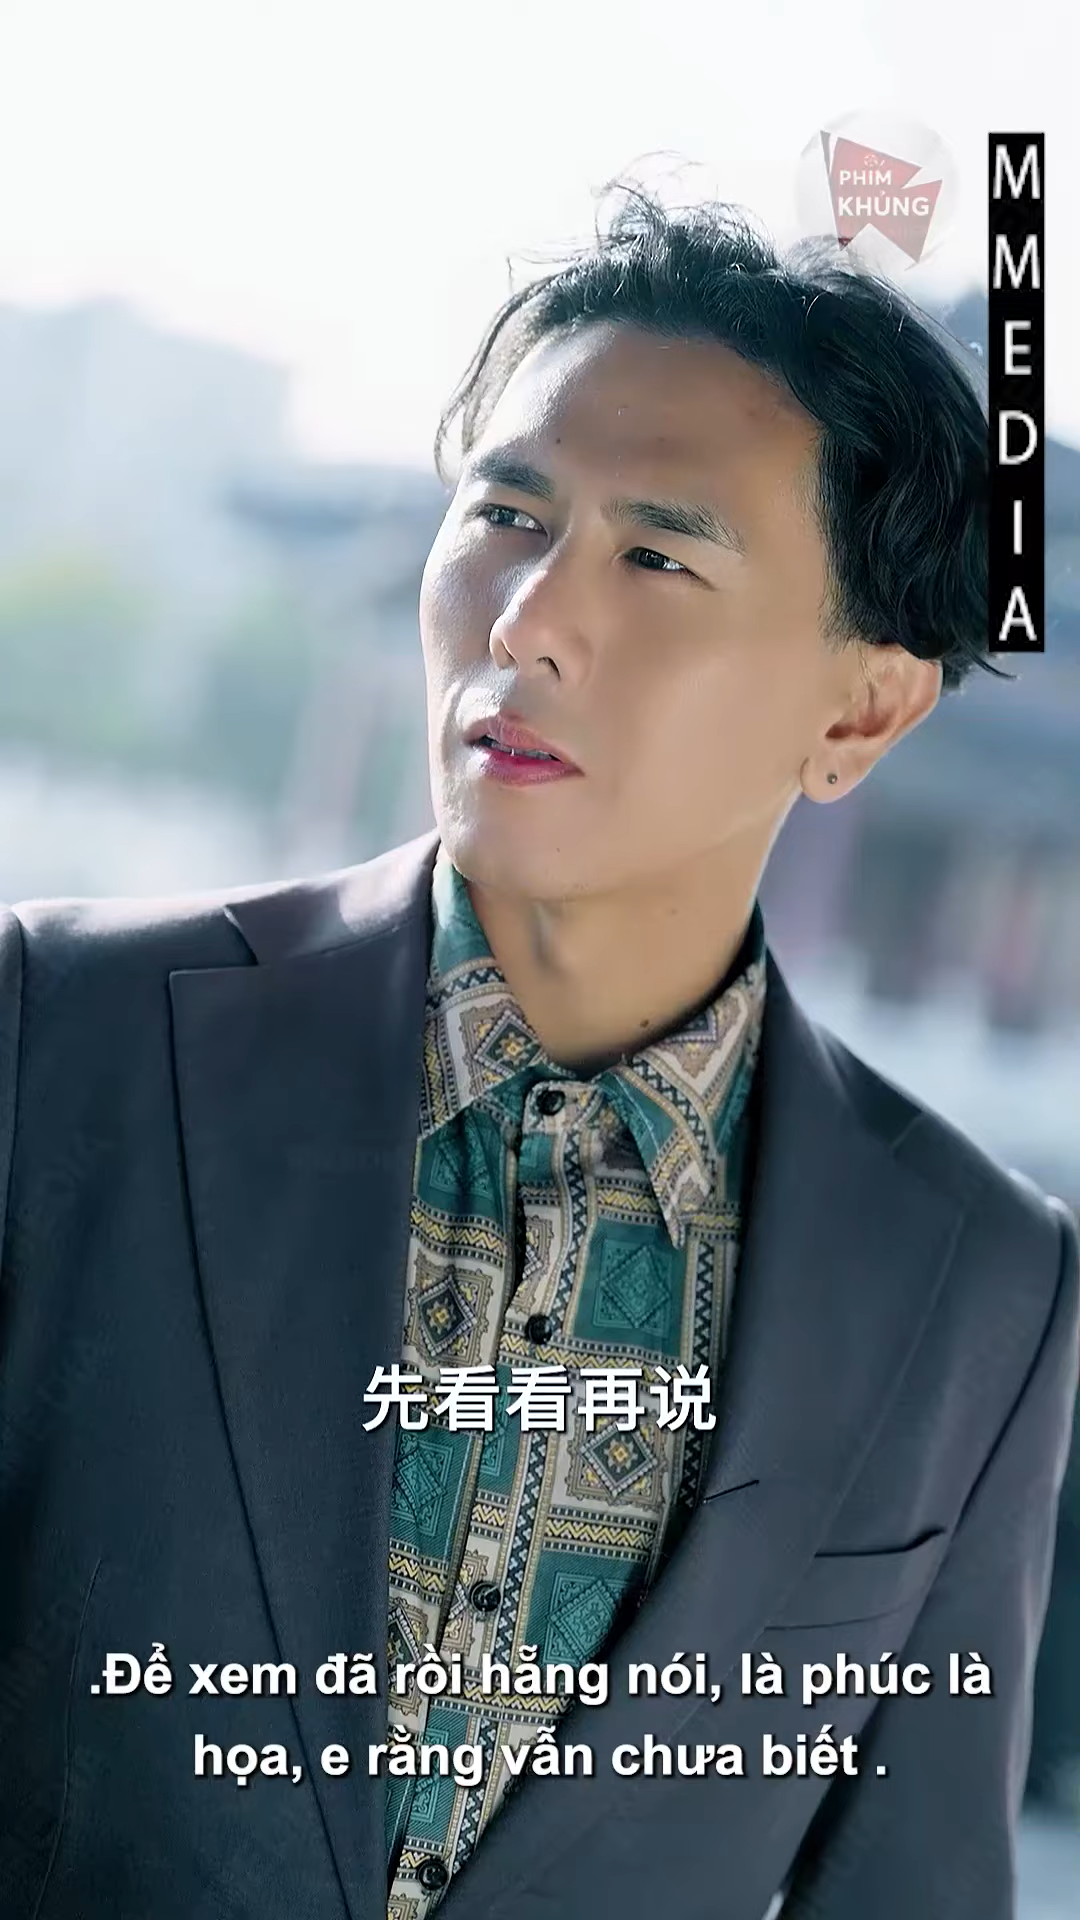 PHIM
KHỦNG
MMEDIA
先看看再说
.Để xem đã rồi hẵng nói, là phúc là
họa, e rằng vẫn chưa biết .